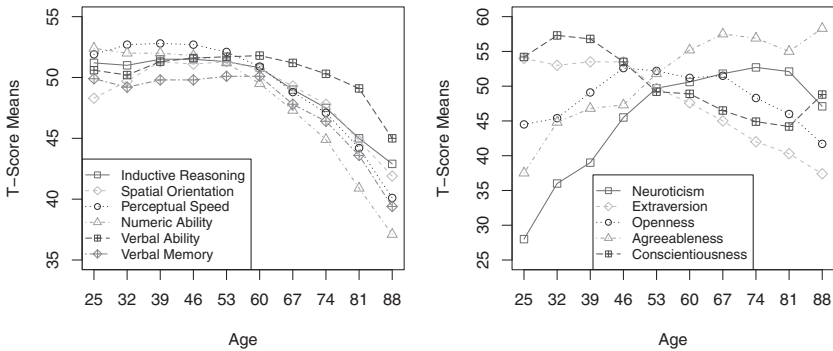 T-Score Means
55
50
45
40
35
Inductive Reasoning
Spatial Orientation
Perceptual Speed
Numeric Ability
Verbal Ability
Verbal Memory
25 32 39 46 53 60 67 74 81 88
Age
T-Score Means
60
55
50
45
40
35
30
25
Neuroticism
Extraversion
Openness
Agreeableness
Conscientiousness
25 32 39 46 53 60 67 74 81 88
Age